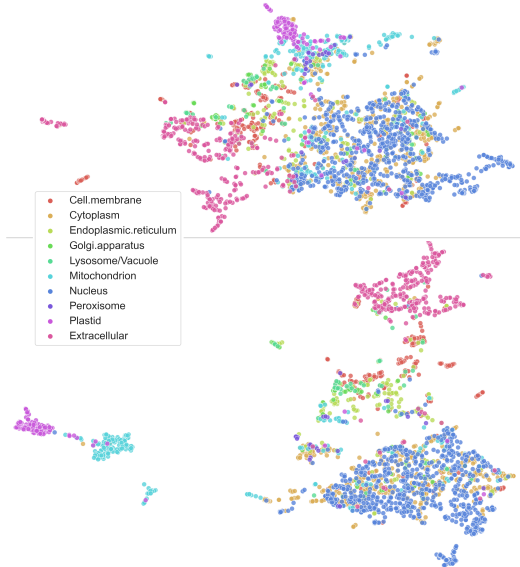 Cell.membrane
Cytoplasm
Endoplasmic.reticulum
Golgi.apparatus
Lysosome/Vacuole
Mitochondrion
Nucleus
Peroxisome
Plastid
Extracellular